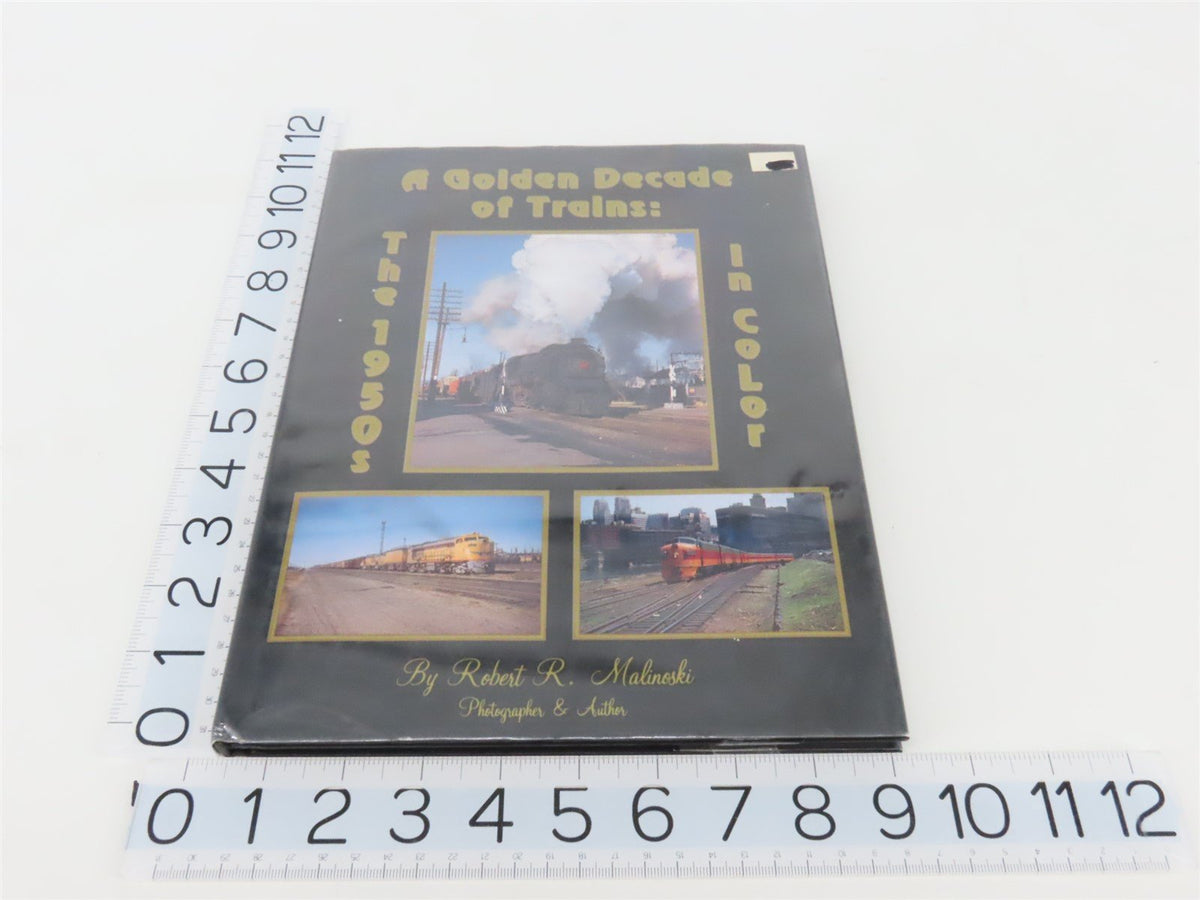 A Golden Decade
of Trains:
The 1950s
In Color
By Robert R. Malinoski
Photographer & Author
12
11
10
9
8
7
6
5
4
3
2
1
0
0 1 2 3 4 5 6 7 8 9 10 11 12